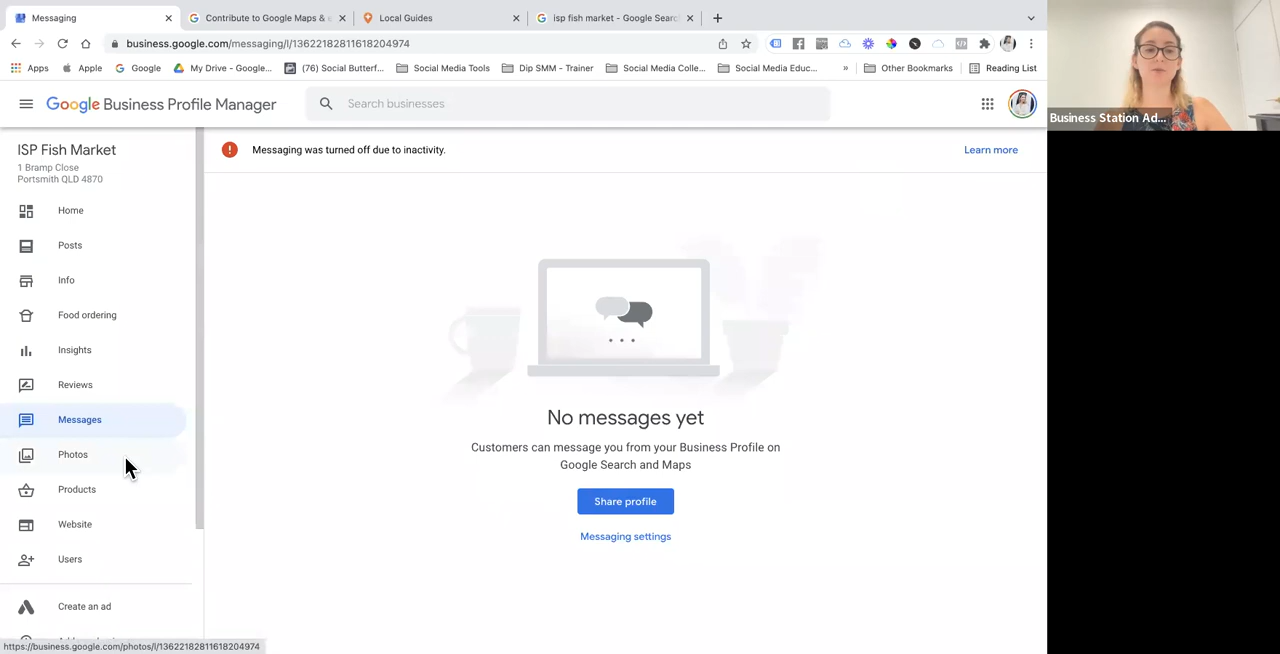 Messaging
Contribute to Google Maps & e
Local Guides
isp fish market - Google Searc
business.google.com/messaging/l/13622182811618204974
Apps
Apple
Google
My Drive - Google...
(76) Social Butterf...
Social Media Tools
Dip SMM - Trainer
Social Media Colle...
Social Media Educ...
»
Other Bookmarks
Reading List
Google Business Profile Manager
Search businesses
Business Station Ad...
ISP Fish Market
1 Bramp Close
Portsmith QLD 4870
Messaging was turned off due to inactivity.
Learn more
Home
Posts
Info
Food ordering
Insights
Reviews
Messages
Photos
Products
Website
Users
Create an ad
No messages yet
Customers can message you from your Business Profile on
Google Search and Maps
Share profile
Messaging settings
https://business.google.com/photos/l/13622182811618204974